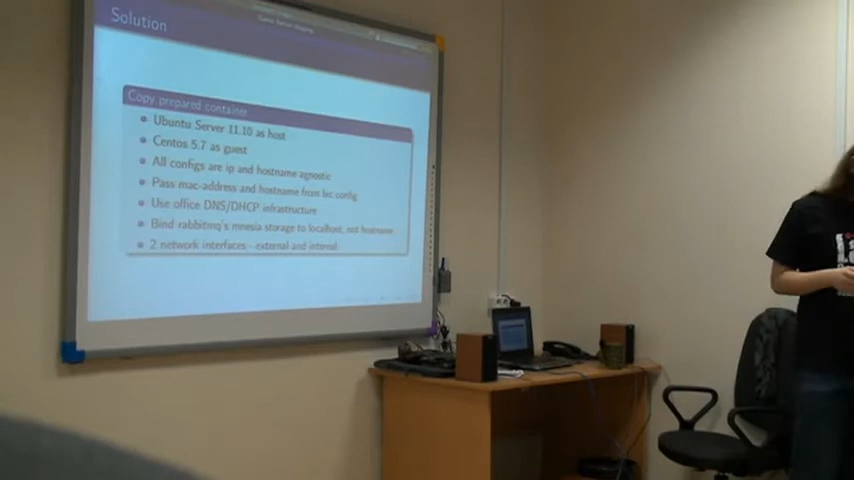 Solution
Copy prepared container
Ubuntu Server 11.10 as host
Centos 5.7 as guest
All configs are ip and hostname agnostic
Pass mac-address and hostname from lxc config
Use office DNS/DHCP infrastructure
Bind rabbitmq's mnesia storage to localhost, not hostname
2 network interfaces - external and internal